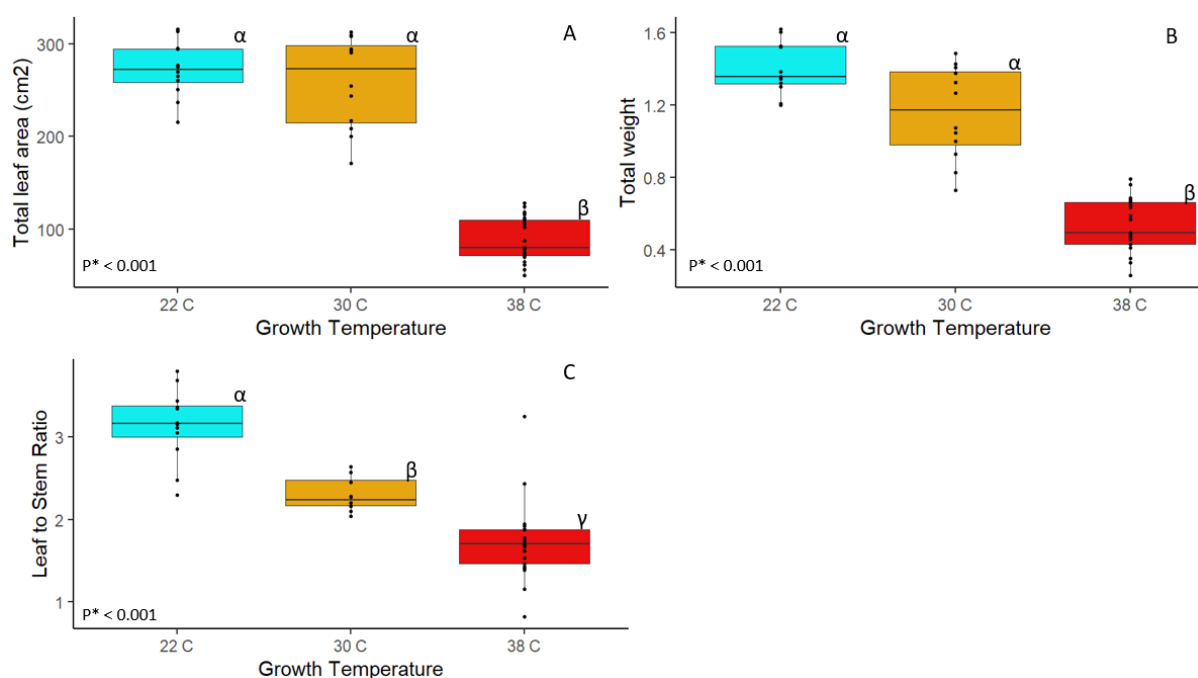 A
Total leaf area (cm2)
300
200
100
α
α
β
P* < 0.001
22 C
30 C
38 C
Growth Temperature
B
Total weight
1.6
1.2
0.8
0.4
α
α
β
P* < 0.001
22 C
30 C
38 C
Growth Temperature
C
Leaf to Stem Ratio
3
2
1
α
β
γ
P* < 0.001
22 C
30 C
38 C
Growth Temperature